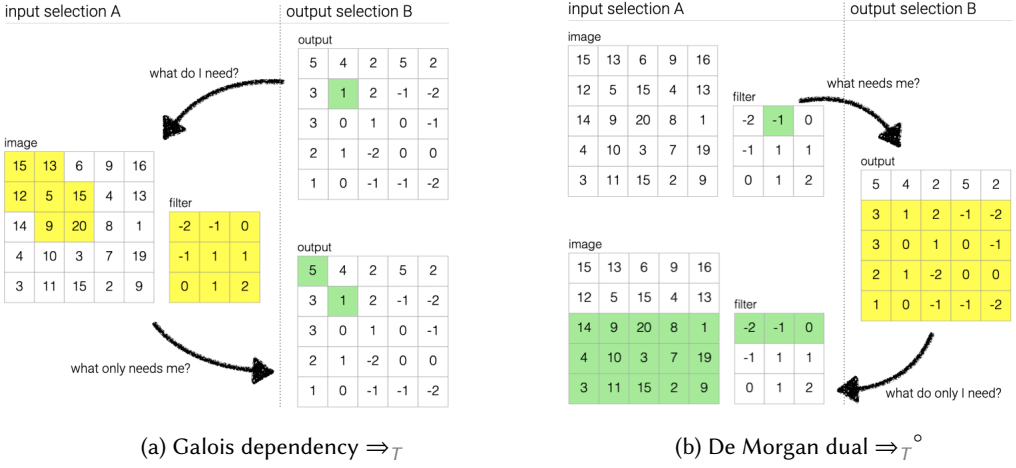 input selection A
output selection B
output
5 4 2 5 2
3 1 2 -1 -2
3 0 1 0 -1
2 1 -2 0 0
1 0 -1 -1 -2
what do I need?
image
15 13 6 9 16
12 5 15 4 13
14 9 20 8 1
4 10 3 7 19
3 11 15 2 9
filter
-2 -1 0
-1 1 1
0 1 2
what only needs me?
output
5 4 2 5 2
3 1 2 -1 -2
3 0 1 0 -1
2 1 -2 0 0
1 0 -1 -1 -2
(a) Galois dependency ⇒T
input selection A
output selection B
image
15 13 6 9 16
12 5 15 4 13
14 9 20 8 1
4 10 3 7 19
3 11 15 2 9
filter
-2 -1 0
-1 1 1
0 1 2
what needs me?
output
5 4 2 5 2
3 1 2 -1 -2
3 0 1 0 -1
2 1 -2 0 0
1 0 -1 -1 -2
what do only I need?
image
15 13 6 9 16
12 5 15 4 13
14 9 20 8 1
4 10 3 7 19
3 11 15 2 9
filter
-2 -1 0
-1 1 1
0 1 2
(b) De Morgan dual ⇒T°